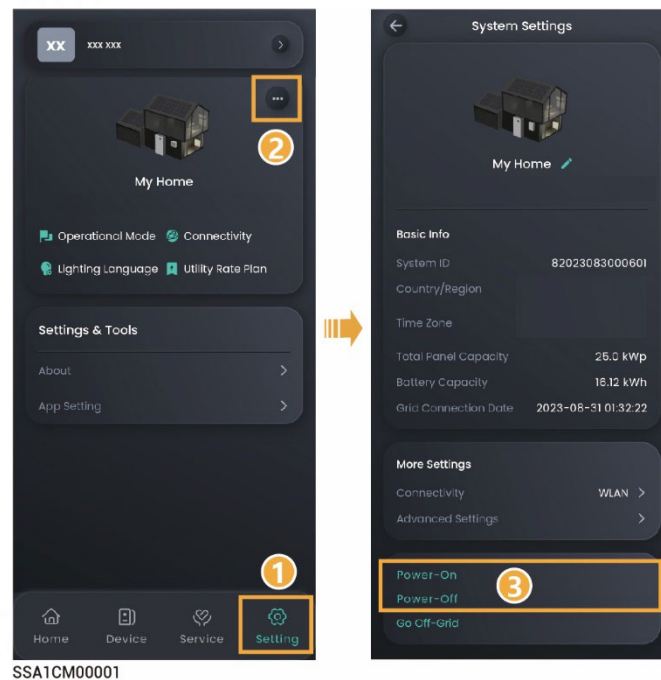 XX xxx xxx
2
My Home
Operational Mode Connectivity
Lighting Language Utility Rate Plan
Settings & Tools
About
App Setting
1
Home Device Service Setting
SSA1CM00001
System Settings
My Home
Basic Info
System ID 82023083000601
Country/Region
Time Zone
Total Panel Capacity 25.0 kWp
Battery Capacity 16.12 kWh
Grid Connection Date 2023-08-31 01:32:22
More Settings
Connectivity WLAN
Advanced Settings
Power-On
3
Power-Off
Go Off-Grid